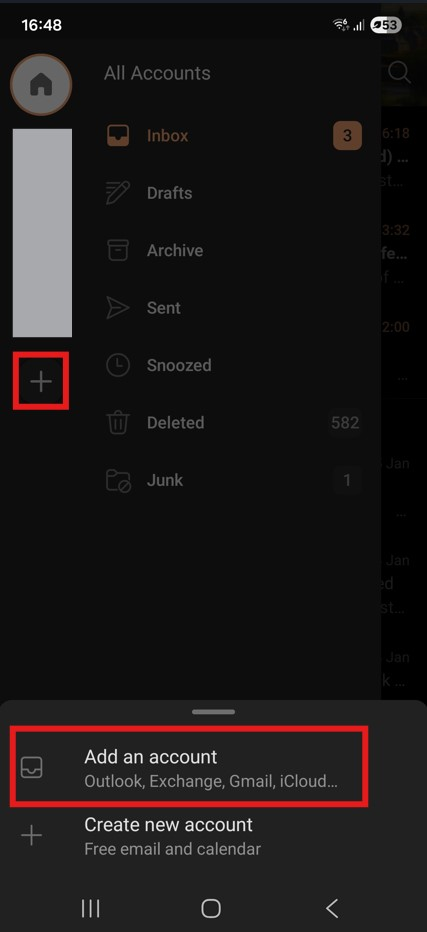 16:48
53
All Accounts
6:18
Inbox
3
d) ...
st...
Drafts
3:32
fe...
Archive
of ...
Sent
2:00
...
Snoozed
Deleted
582
Jan
Junk
1
...
Jan
ed
st...
Jan
k ...
Add an account
Outlook, Exchange, Gmail, iCloud...
Create new account
Free email and calendar